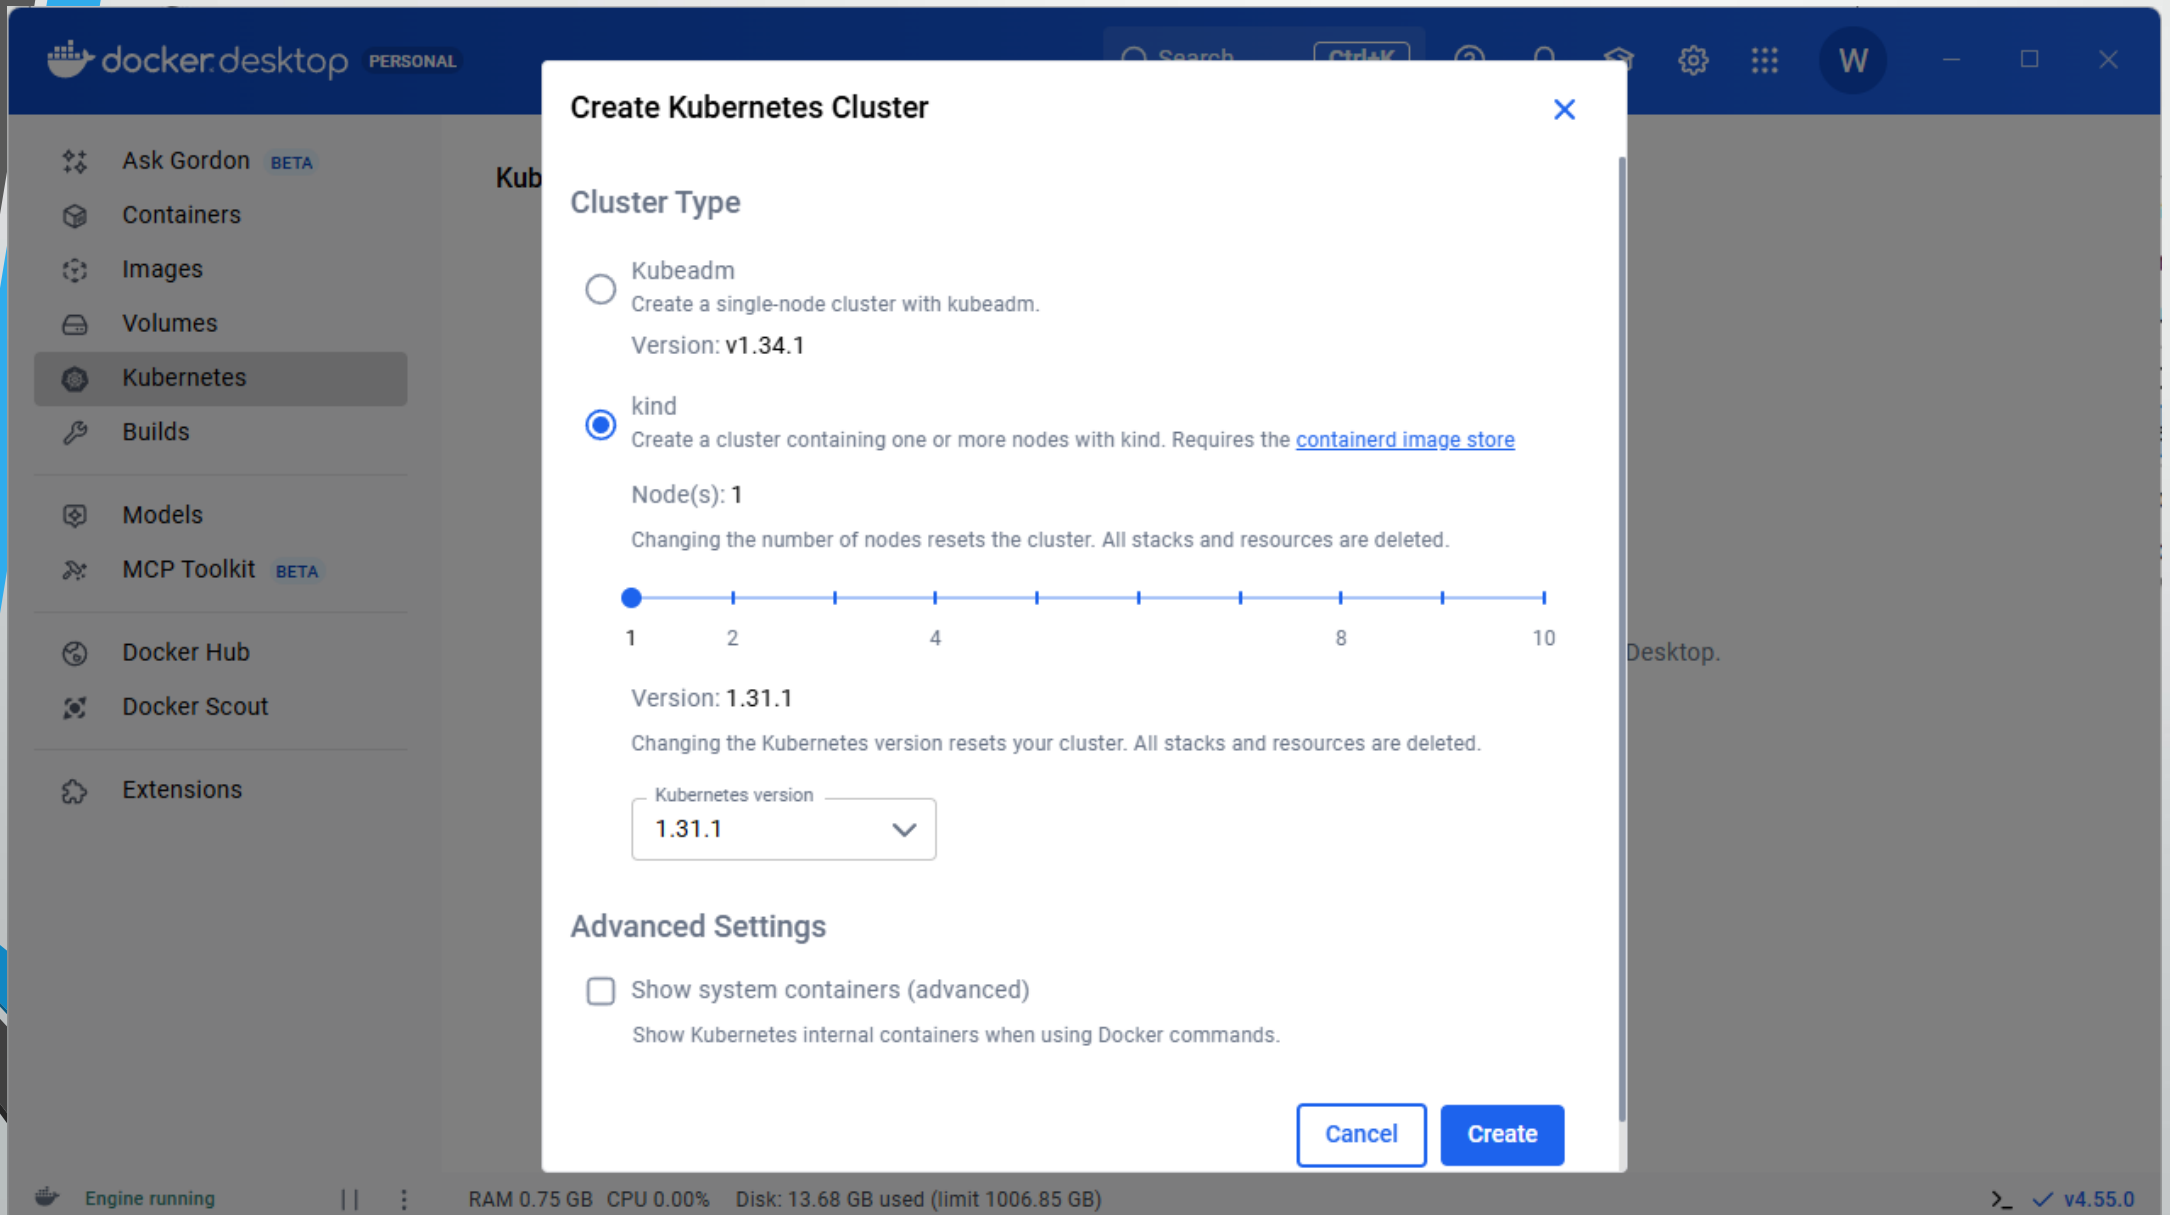 docker desktop PERSONAL
Search Ctrl+K
W
Ask Gordon BETA
Containers
Images
Volumes
Kubernetes
Builds
Models
MCP Toolkit BETA
Docker Hub
Docker Scout
Extensions
Kub
Create Kubernetes Cluster
Cluster Type
Kubeadm
Create a single-node cluster with kubeadm.
Version: v1.34.1
kind
Create a cluster containing one or more nodes with kind. Requires the containerd image store
Node(s): 1
Changing the number of nodes resets the cluster. All stacks and resources are deleted.
1 2 4 8 10
Version: 1.31.1
Changing the Kubernetes version resets your cluster. All stacks and resources are deleted.
Kubernetes version
1.31.1
Advanced Settings
Show system containers (advanced)
Show Kubernetes internal containers when using Docker commands.
Cancel Create
Desktop.
Engine running
RAM 0.75 GB CPU 0.00% Disk: 13.68 GB used (limit 1006.85 GB)
>_ v4.55.0